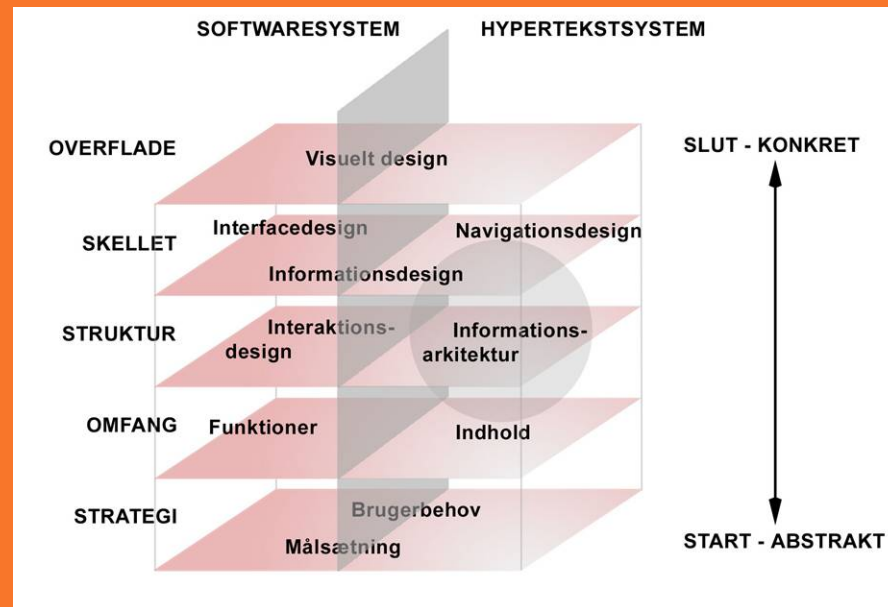 SOFTWARESYSTEM HYPERTEKSTSYSTEM
OVERFLADE
Visuelt design
SLUT - KONKRET
SKELLET
Interfacedesign
Navigationsdesign
Informationsdesign
STRUKTUR
Interaktions-
design
Informations-
arkitektur
OMFANG
Funktioner
Indhold
STRATEGI
Brugerbehov
Målsætning
START - ABSTRAKT